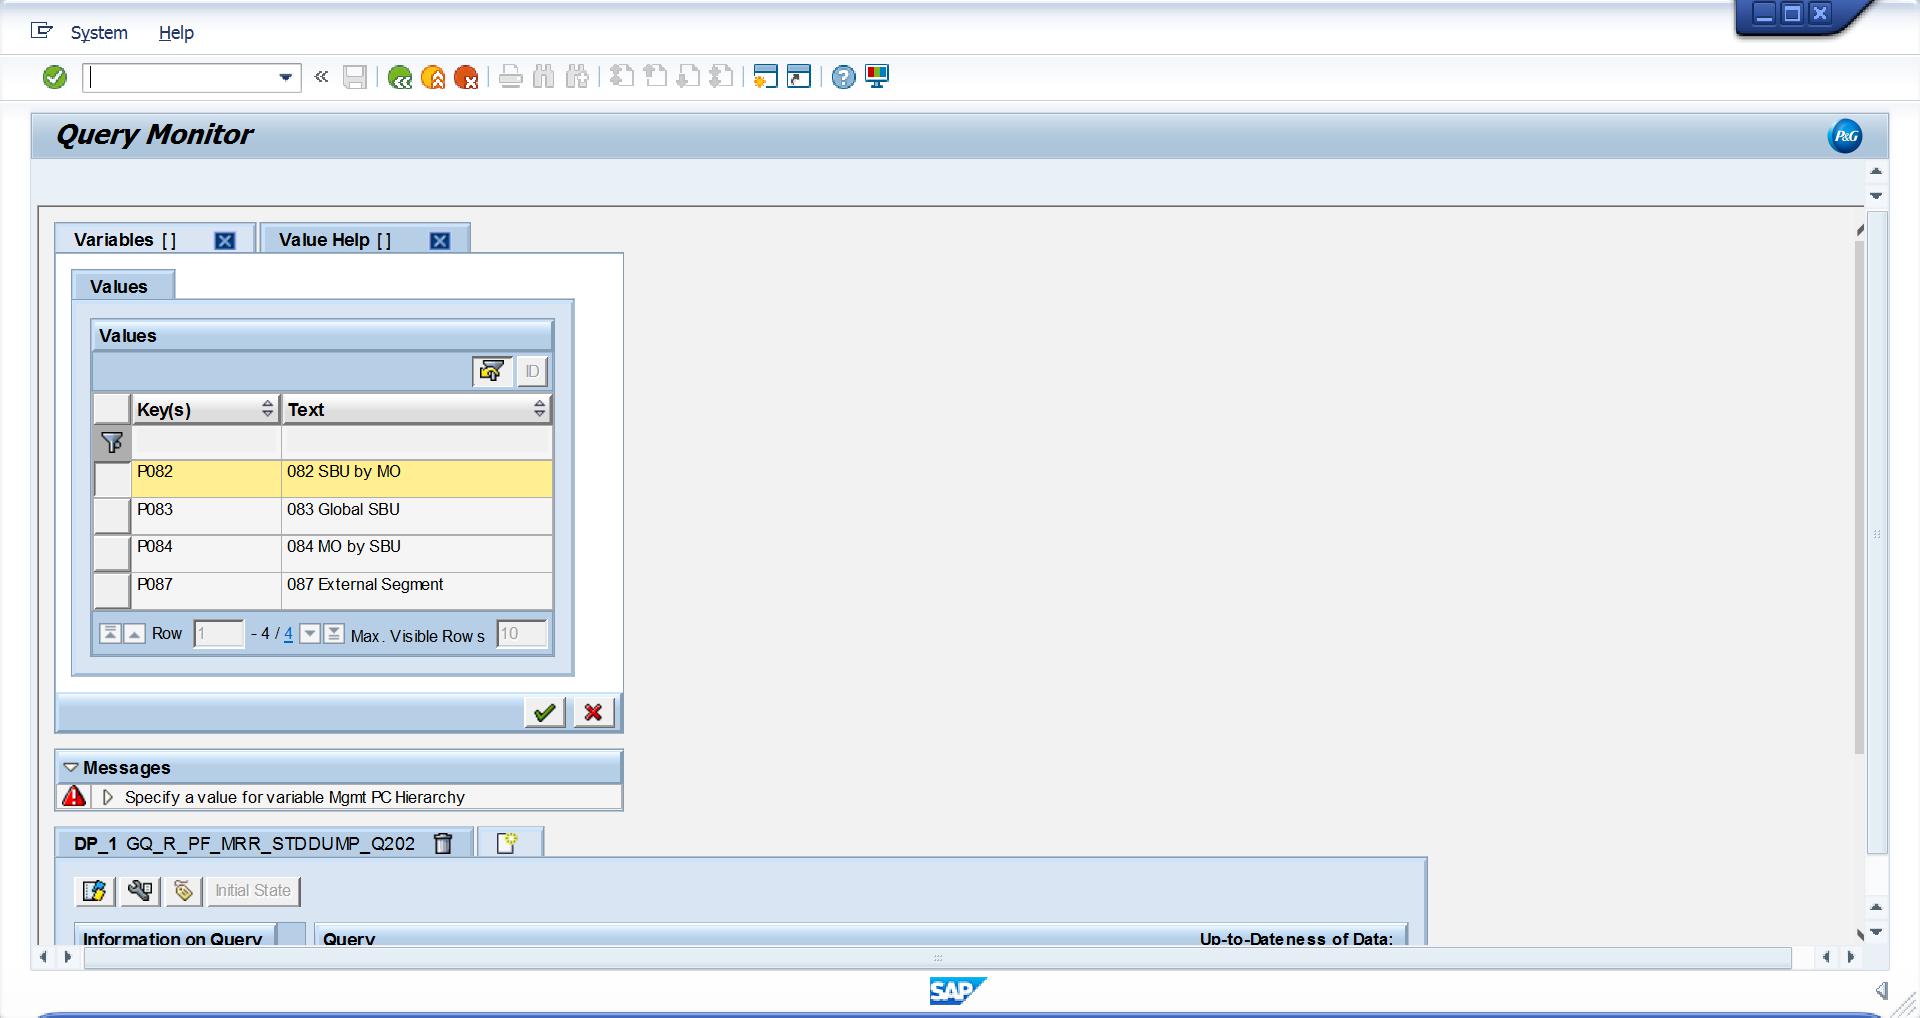 System Help
Query Monitor
P&G
Variables [ ] Value Help [ ]
Values
Values
ID
Key(s) Text
P082 082 SBU by MO
P083 083 Global SBU
P084 084 MO by SBU
P087 087 External Segment
Row 1 - 4 / 4 Max. Visible Rows 10
Messages
Specify a value for variable Mgmt PC Hierarchy
DP_1 GQ_R_PF_MRR_STDDUMP_Q202
Initial State
Information on Query Query Up-to-Dateness of Data:
SAP